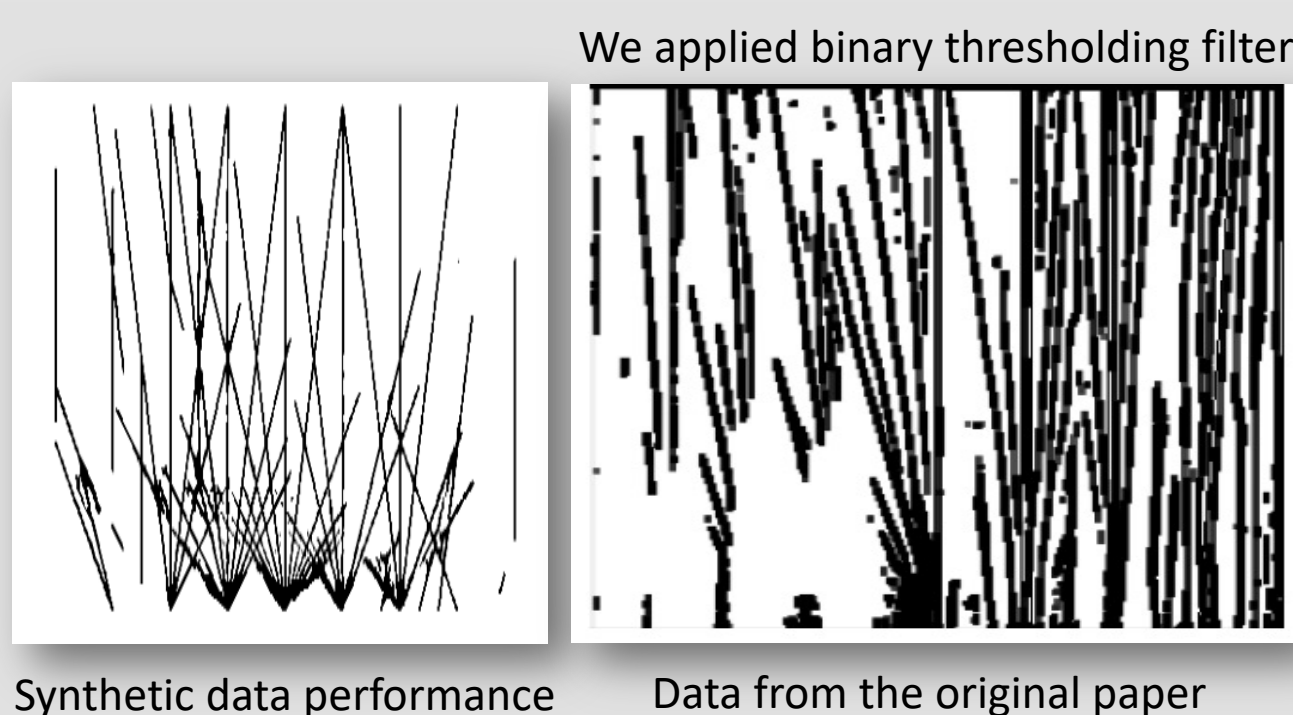 We applied binary thresholding filter
Synthetic data performance
Data from the original paper